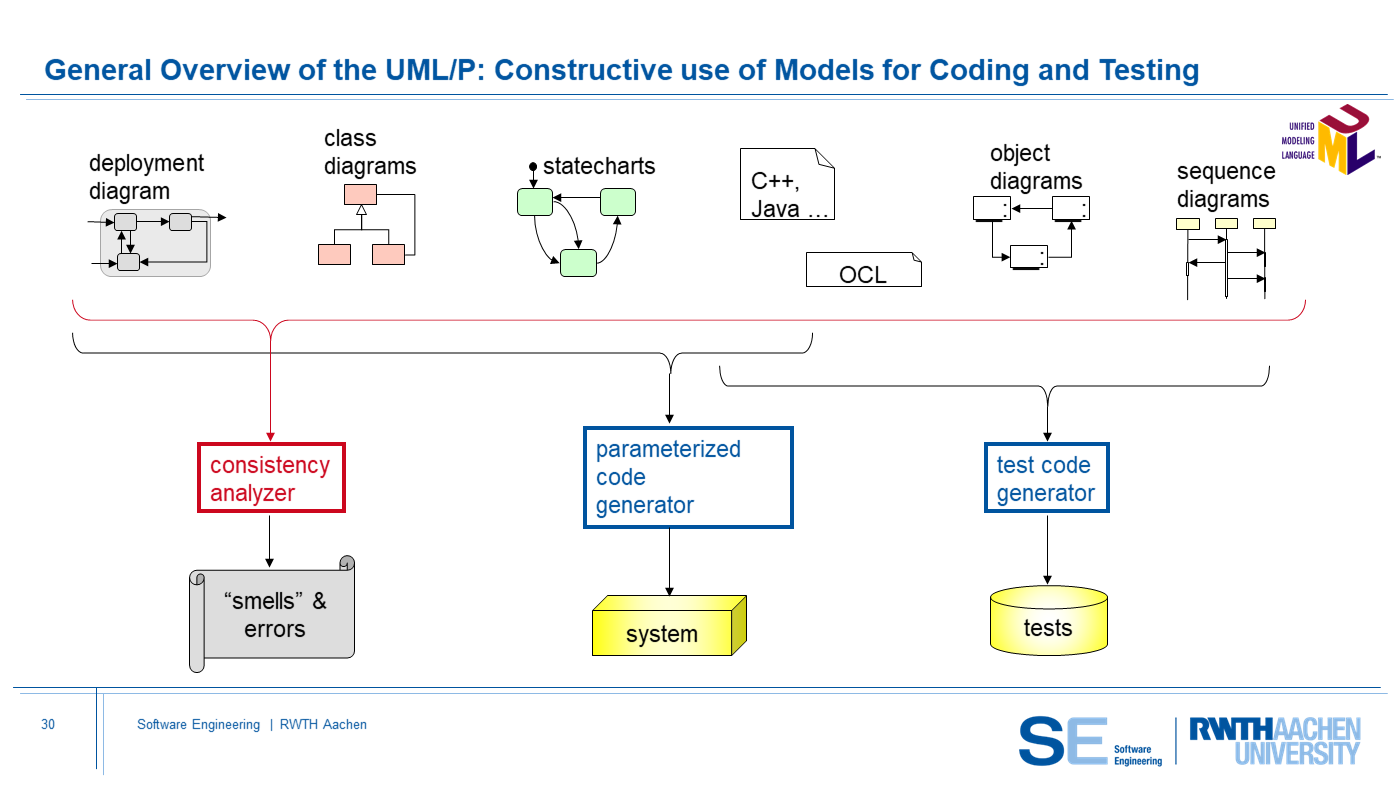 General Overview of the UML/P: Constructive use of Models for Coding and Testing
UNIFIED
MODELING
LANGUAGE
UML
TM
deployment
diagram
class
diagrams
statecharts
C++,
Java …
OCL
object
diagrams
sequence
diagrams
consistency
analyzer
parameterized
code
generator
test code
generator
“smells” &
errors
system
tests
30
Software Engineering | RWTH Aachen
SE Software
Engineering
RWTHAACHEN
UNIVERSITY